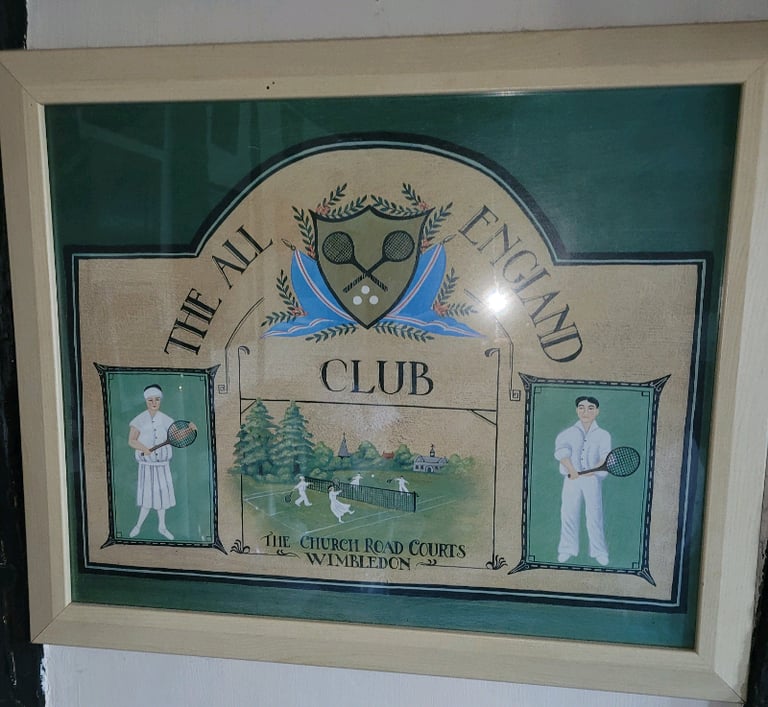 THE ALL ENGLAND
CLUB
THE CHURCH ROAD COURTS
WIMBLEDON